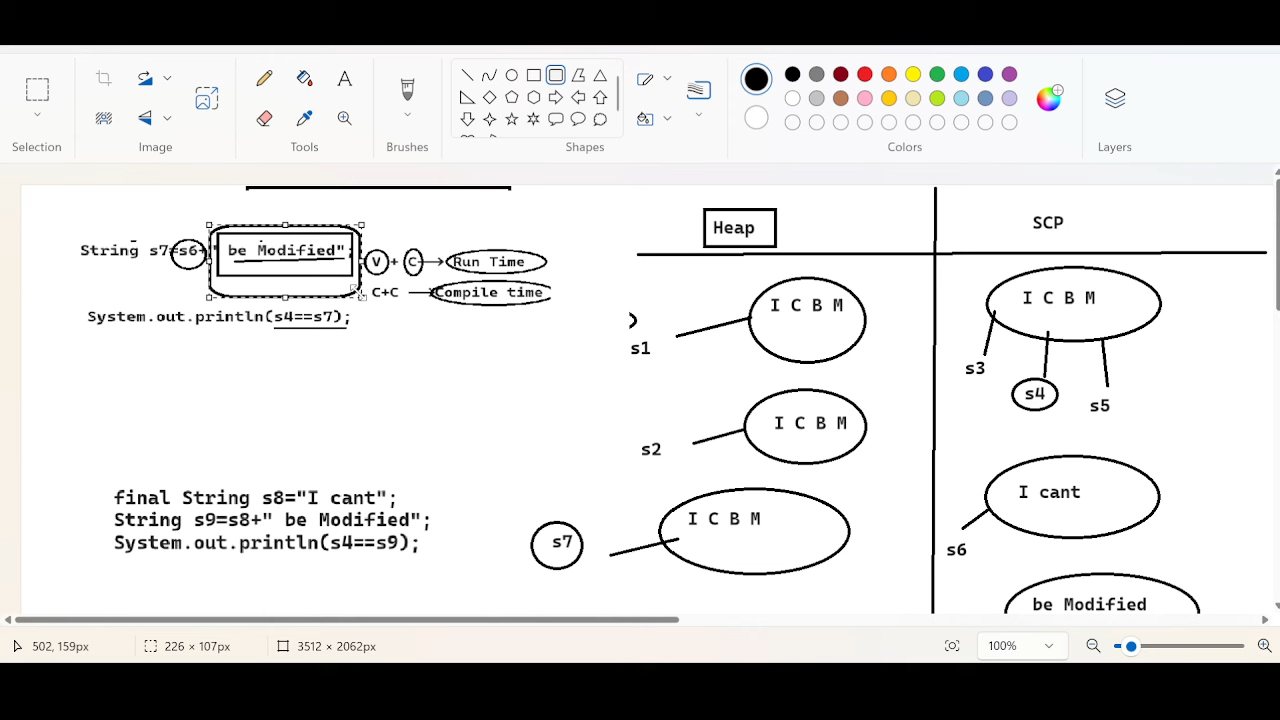 Selection
Image
Tools
Brushes
Shapes
Colors
Layers
String s7=s6+" be Modified";
V + C → Run Time
C+C → Compile time
System.out.println(s4==s7);
final String s8="I cant";
String s9=s8+" be Modified";
System.out.println(s4==s9);
Heap
SCP
I C B M
s1
I C B M
s2
I C B M
s7
I C B M
s3
s4
s5
I cant
s6
be Modified
502, 159px
226 × 107px
3512 × 2062px
100%